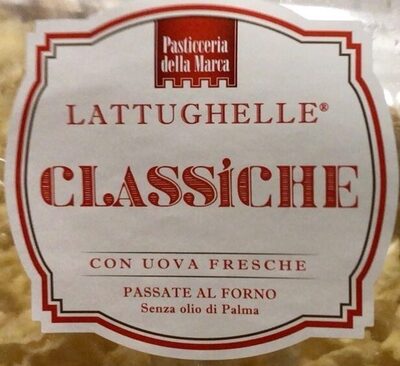 Pasticceria
della Marca
LATTUGHELLE®
CLASSiCHE
CON UOVA FRESCHE
PASSATE AL FORNO
Senza olio di Palma